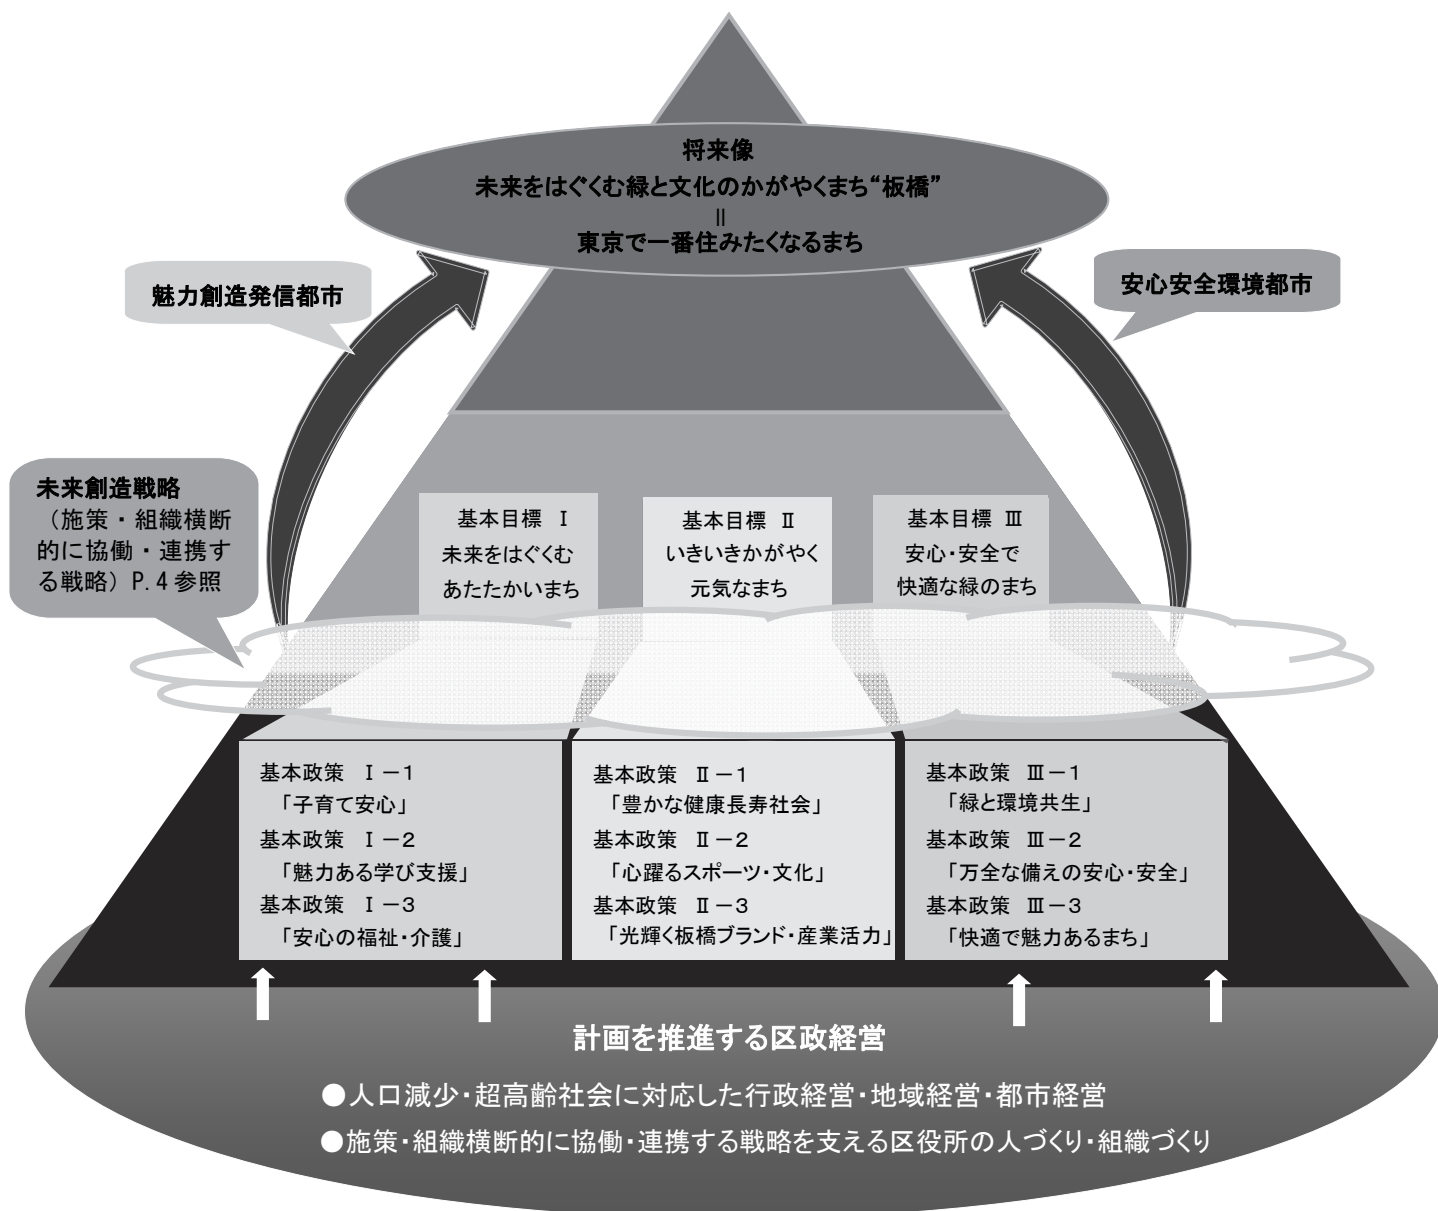 将来像
未来をはぐくむ緑と文化のかがやくまち“板橋”
＝
東京で一番住みたくなるまち
魅力創造発信都市
安心安全環境都市
未来創造戦略
（施策・組織横断
的に協働・連携す
る戦略）P.4参照
基本目標 Ⅰ
未来をはぐくむ
あたたかいまち
基本目標 Ⅱ
いきいきかがやく
元気なまち
基本目標 Ⅲ
安心・安全で
快適な緑のまち
基本政策 Ⅰ－1
「子育て安心」
基本政策 Ⅰ－2
「魅力ある学び支援」
基本政策 Ⅰ－3
「安心の福祉・介護」
基本政策 Ⅱ－1
「豊かな健康長寿社会」
基本政策 Ⅱ－2
「心躍るスポーツ・文化」
基本政策 Ⅱ－3
「光輝く板橋ブランド・産業活力」
基本政策 Ⅲ－1
「緑と環境共生」
基本政策 Ⅲ－2
「万全な備えの安心・安全」
基本政策 Ⅲ－3
「快適で魅力あるまち」
計画を推進する区政経営
●人口減少・超高齢社会に対応した行政経営・地域経営・都市経営
●施策・組織横断的に協働・連携する戦略を支える区役所の人づくり・組織づくり